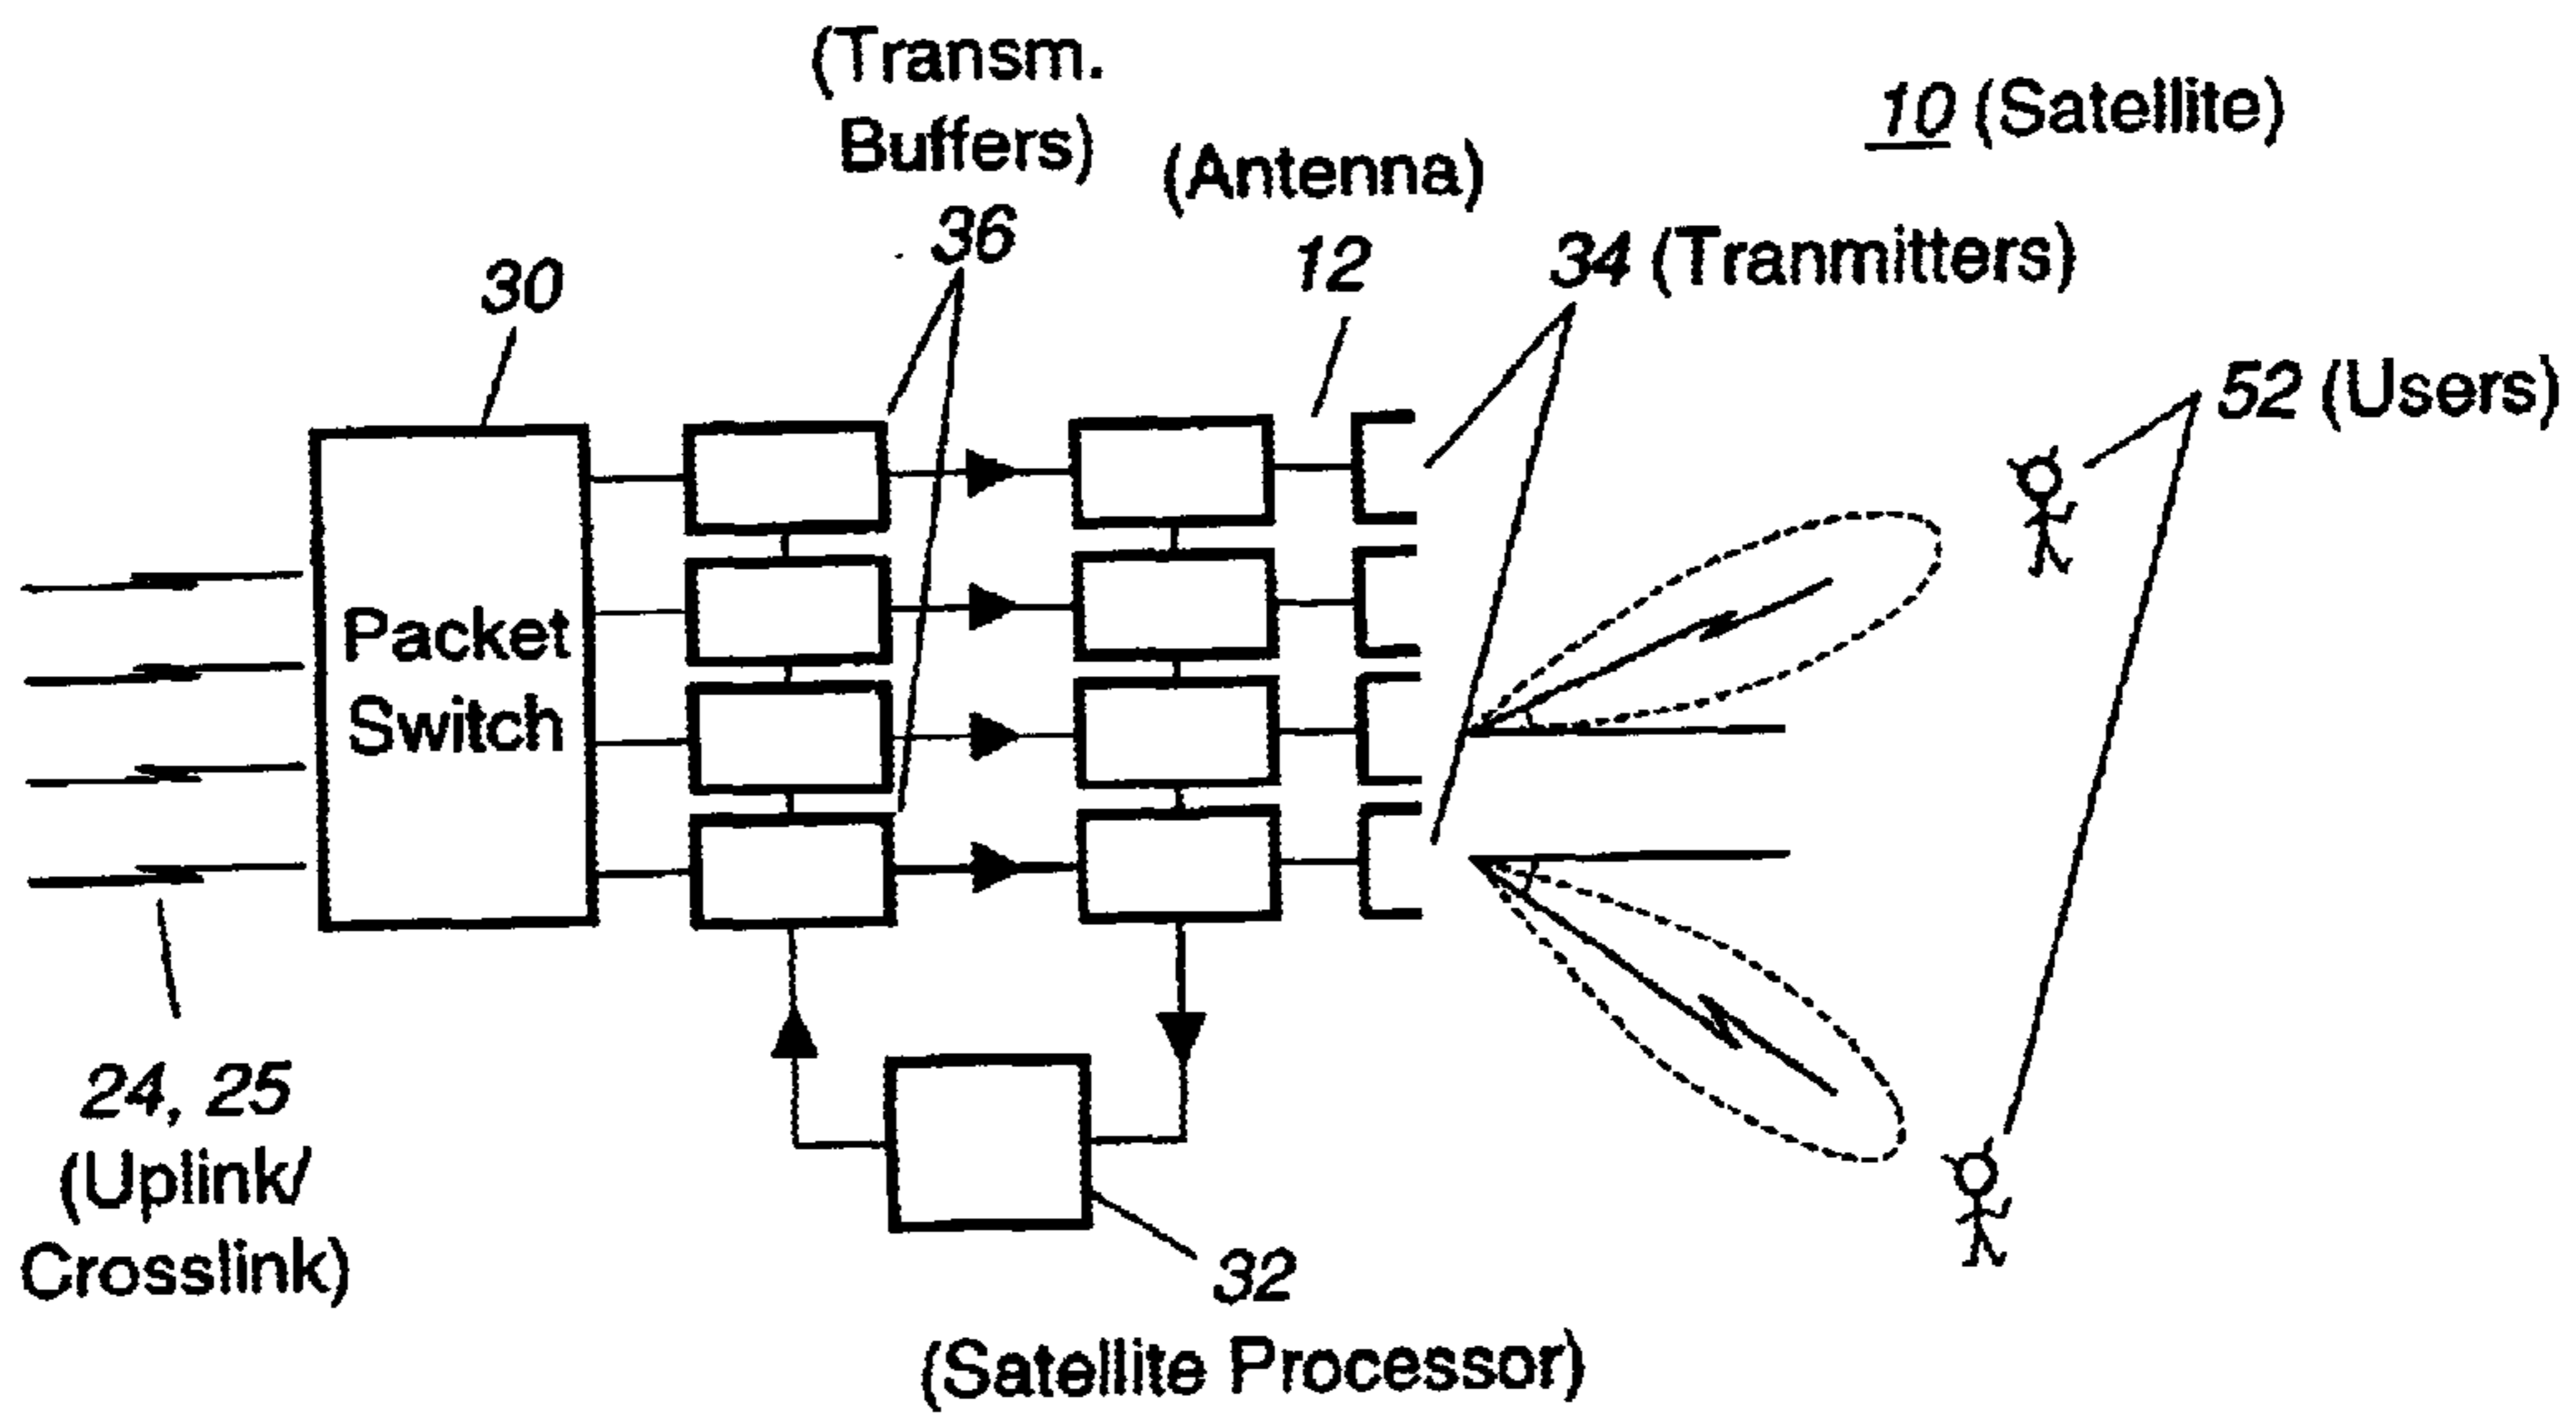 (Transm.
Buffers)
36
(Antenna)
12
10 (Satellite)
34 (Tranmitters)
52 (Users)
30
Packet
Switch
24, 25
(Uplink/
Crosslink)
32
(Satellite Processor)